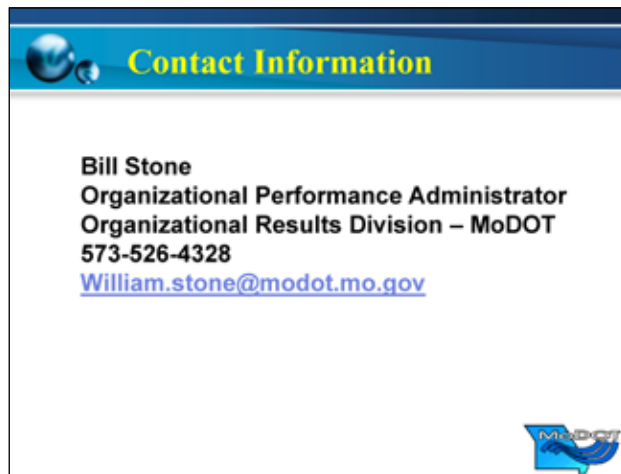 Contact Information
Bill Stone
Organizational Performance Administrator
Organizational Results Division – MoDOT
573-526-4328
William.stone@modot.mo.gov
MoDOT